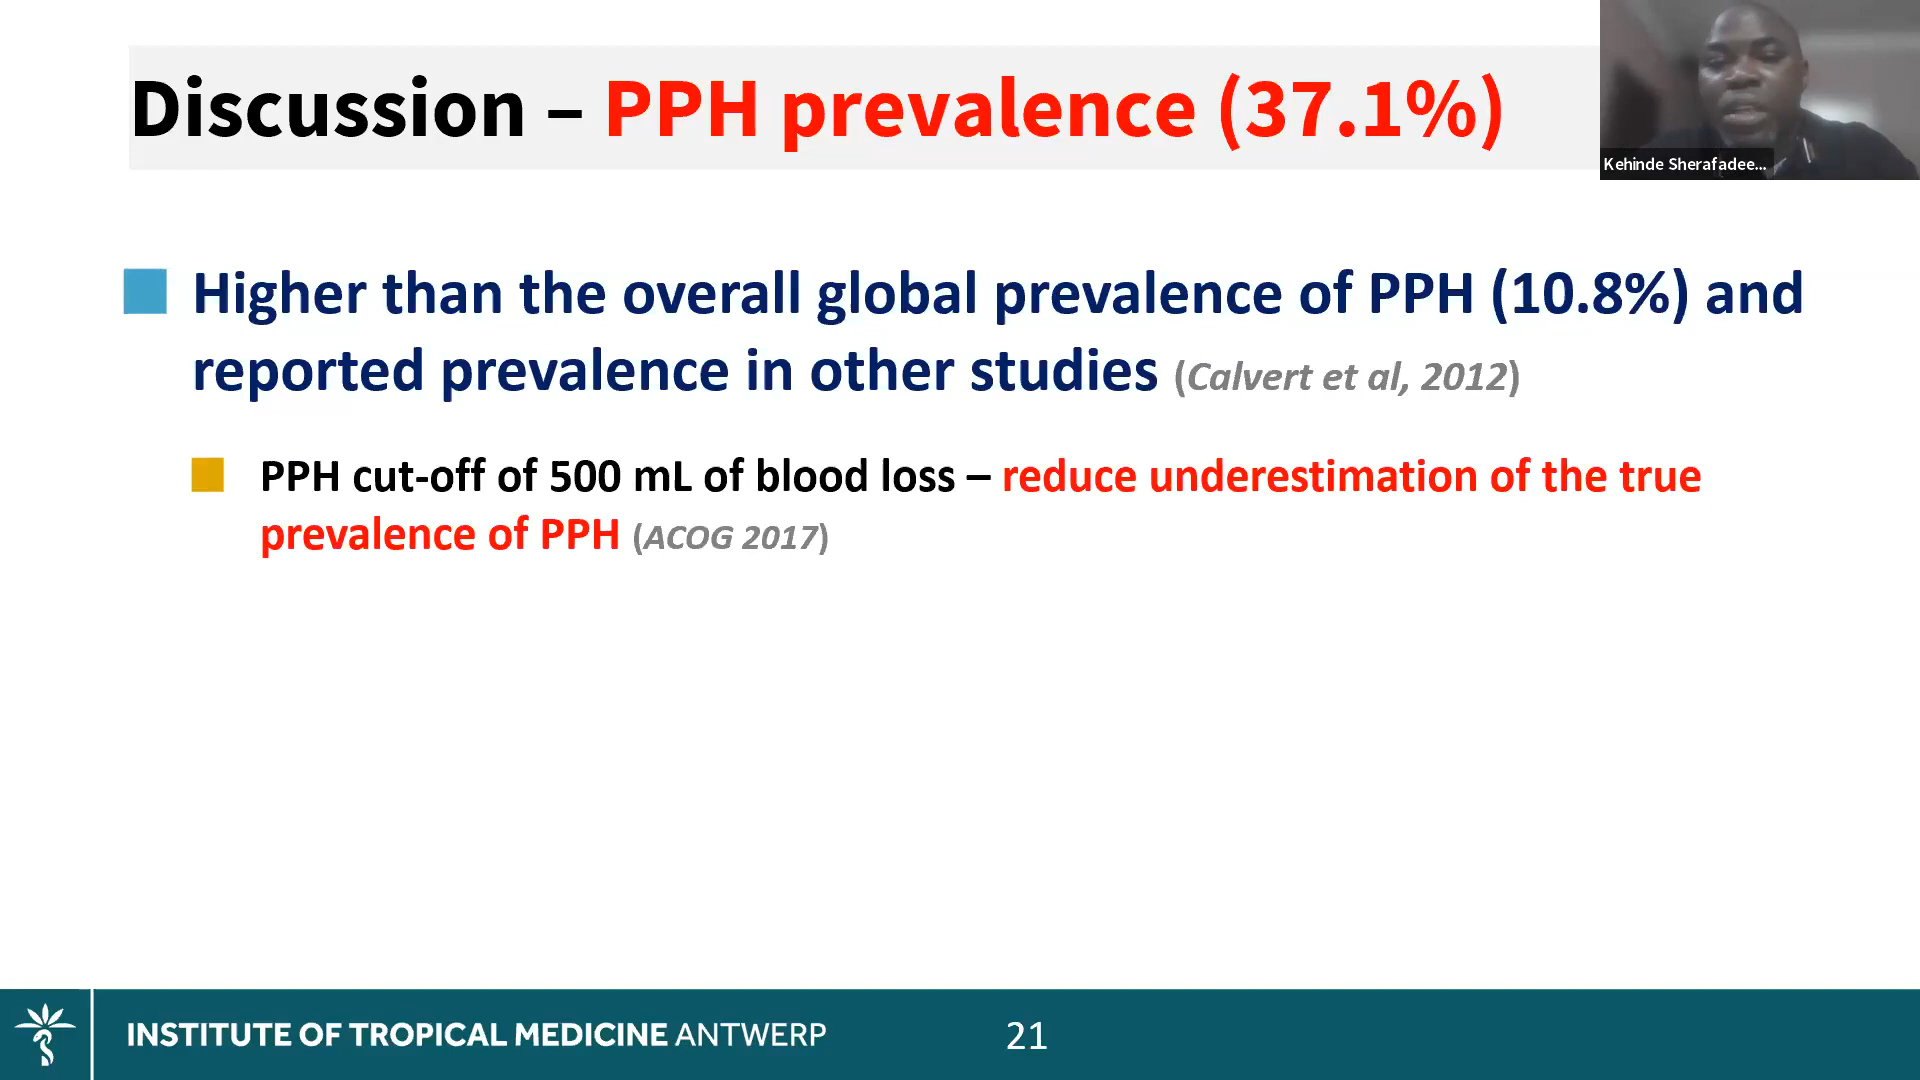 Discussion – PPH prevalence (37.1%)
Kehinde Sherafadee...
Higher than the overall global prevalence of PPH (10.8%) and
reported prevalence in other studies (Calvert et al, 2012)
PPH cut-off of 500 mL of blood loss – reduce underestimation of the true
prevalence of PPH (ACOG 2017)
INSTITUTE OF TROPICAL MEDICINE ANTWERP
21